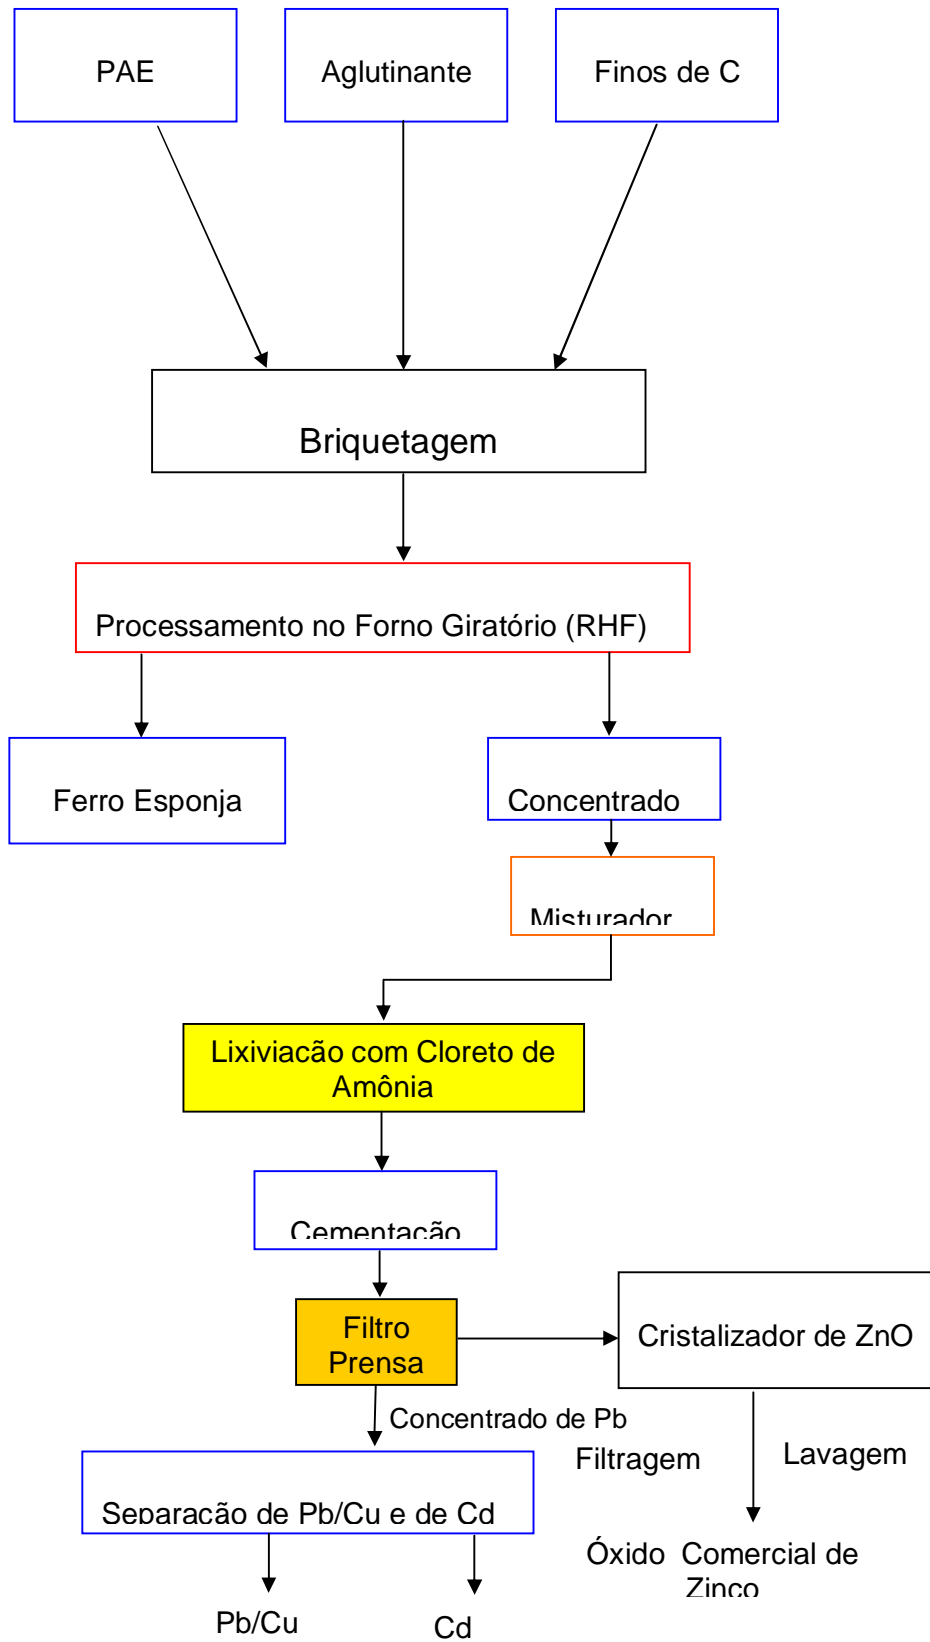 PAE
Aglutinante
Finos de C
Briquetagem
Processamento no Forno Giratório (RHF)
Ferro Esponja
Concentrado
Misturador
Lixiviacão com Cloreto de
Amônia
Cementação
Filtro
Prensa
Cristalizador de ZnO
Concentrado de Pb
Filtragem
Lavagem
Separação de Pb/Cu e de Cd
Óxido Comercial de
Zinco
Pb/Cu
Cd